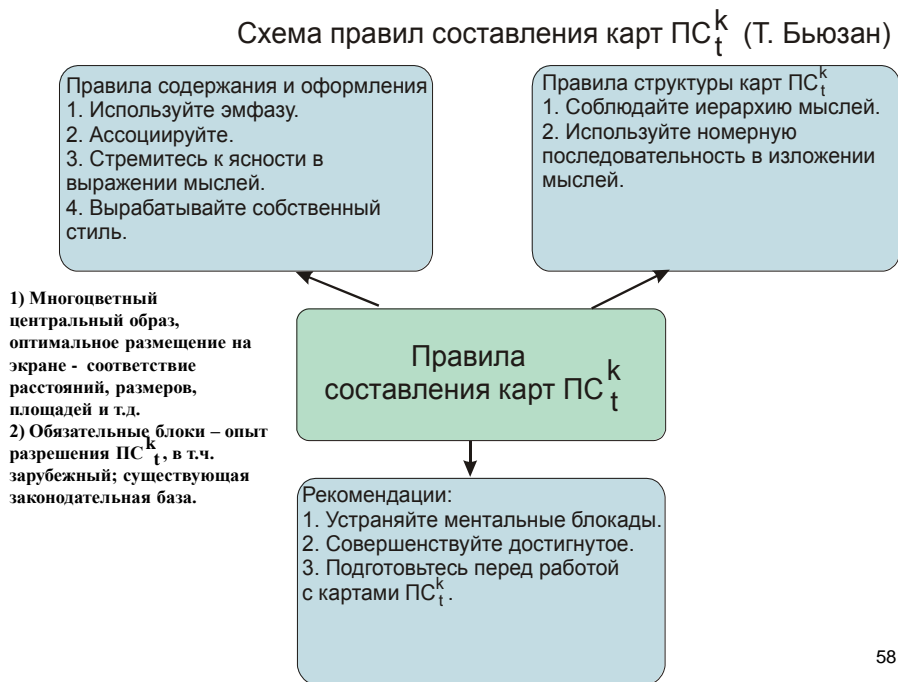 Схема правил составления карт ПС^k_t (Т. Бьюзан)
Правила содержания и оформления
1. Используйте эмфазу.
2. Ассоциируйте.
3. Стремитесь к ясности в
выражении мыслей.
4. Вырабатывайте собственный
стиль.
Правила структуры карт ПС^k_t
1. Соблюдайте иерархию мыслей.
2. Используйте номерную
последовательность в изложении
мыслей.
1) Многоцветный
центральный образ,
оптимальное размещение на
экране - соответствие
расстояний, размеров,
площадей и т.д.
2) Обязательные блоки – опыт
разрешения ПС^k_t, в т.ч.
зарубежный; существующая
законодательная база.
Правила
составления карт ПС^k_t
Рекомендации:
1. Устраняйте ментальные блокады.
2. Совершенствуйте достигнутое.
3. Подготовьтесь перед работой
с картами ПС^k_t.
58